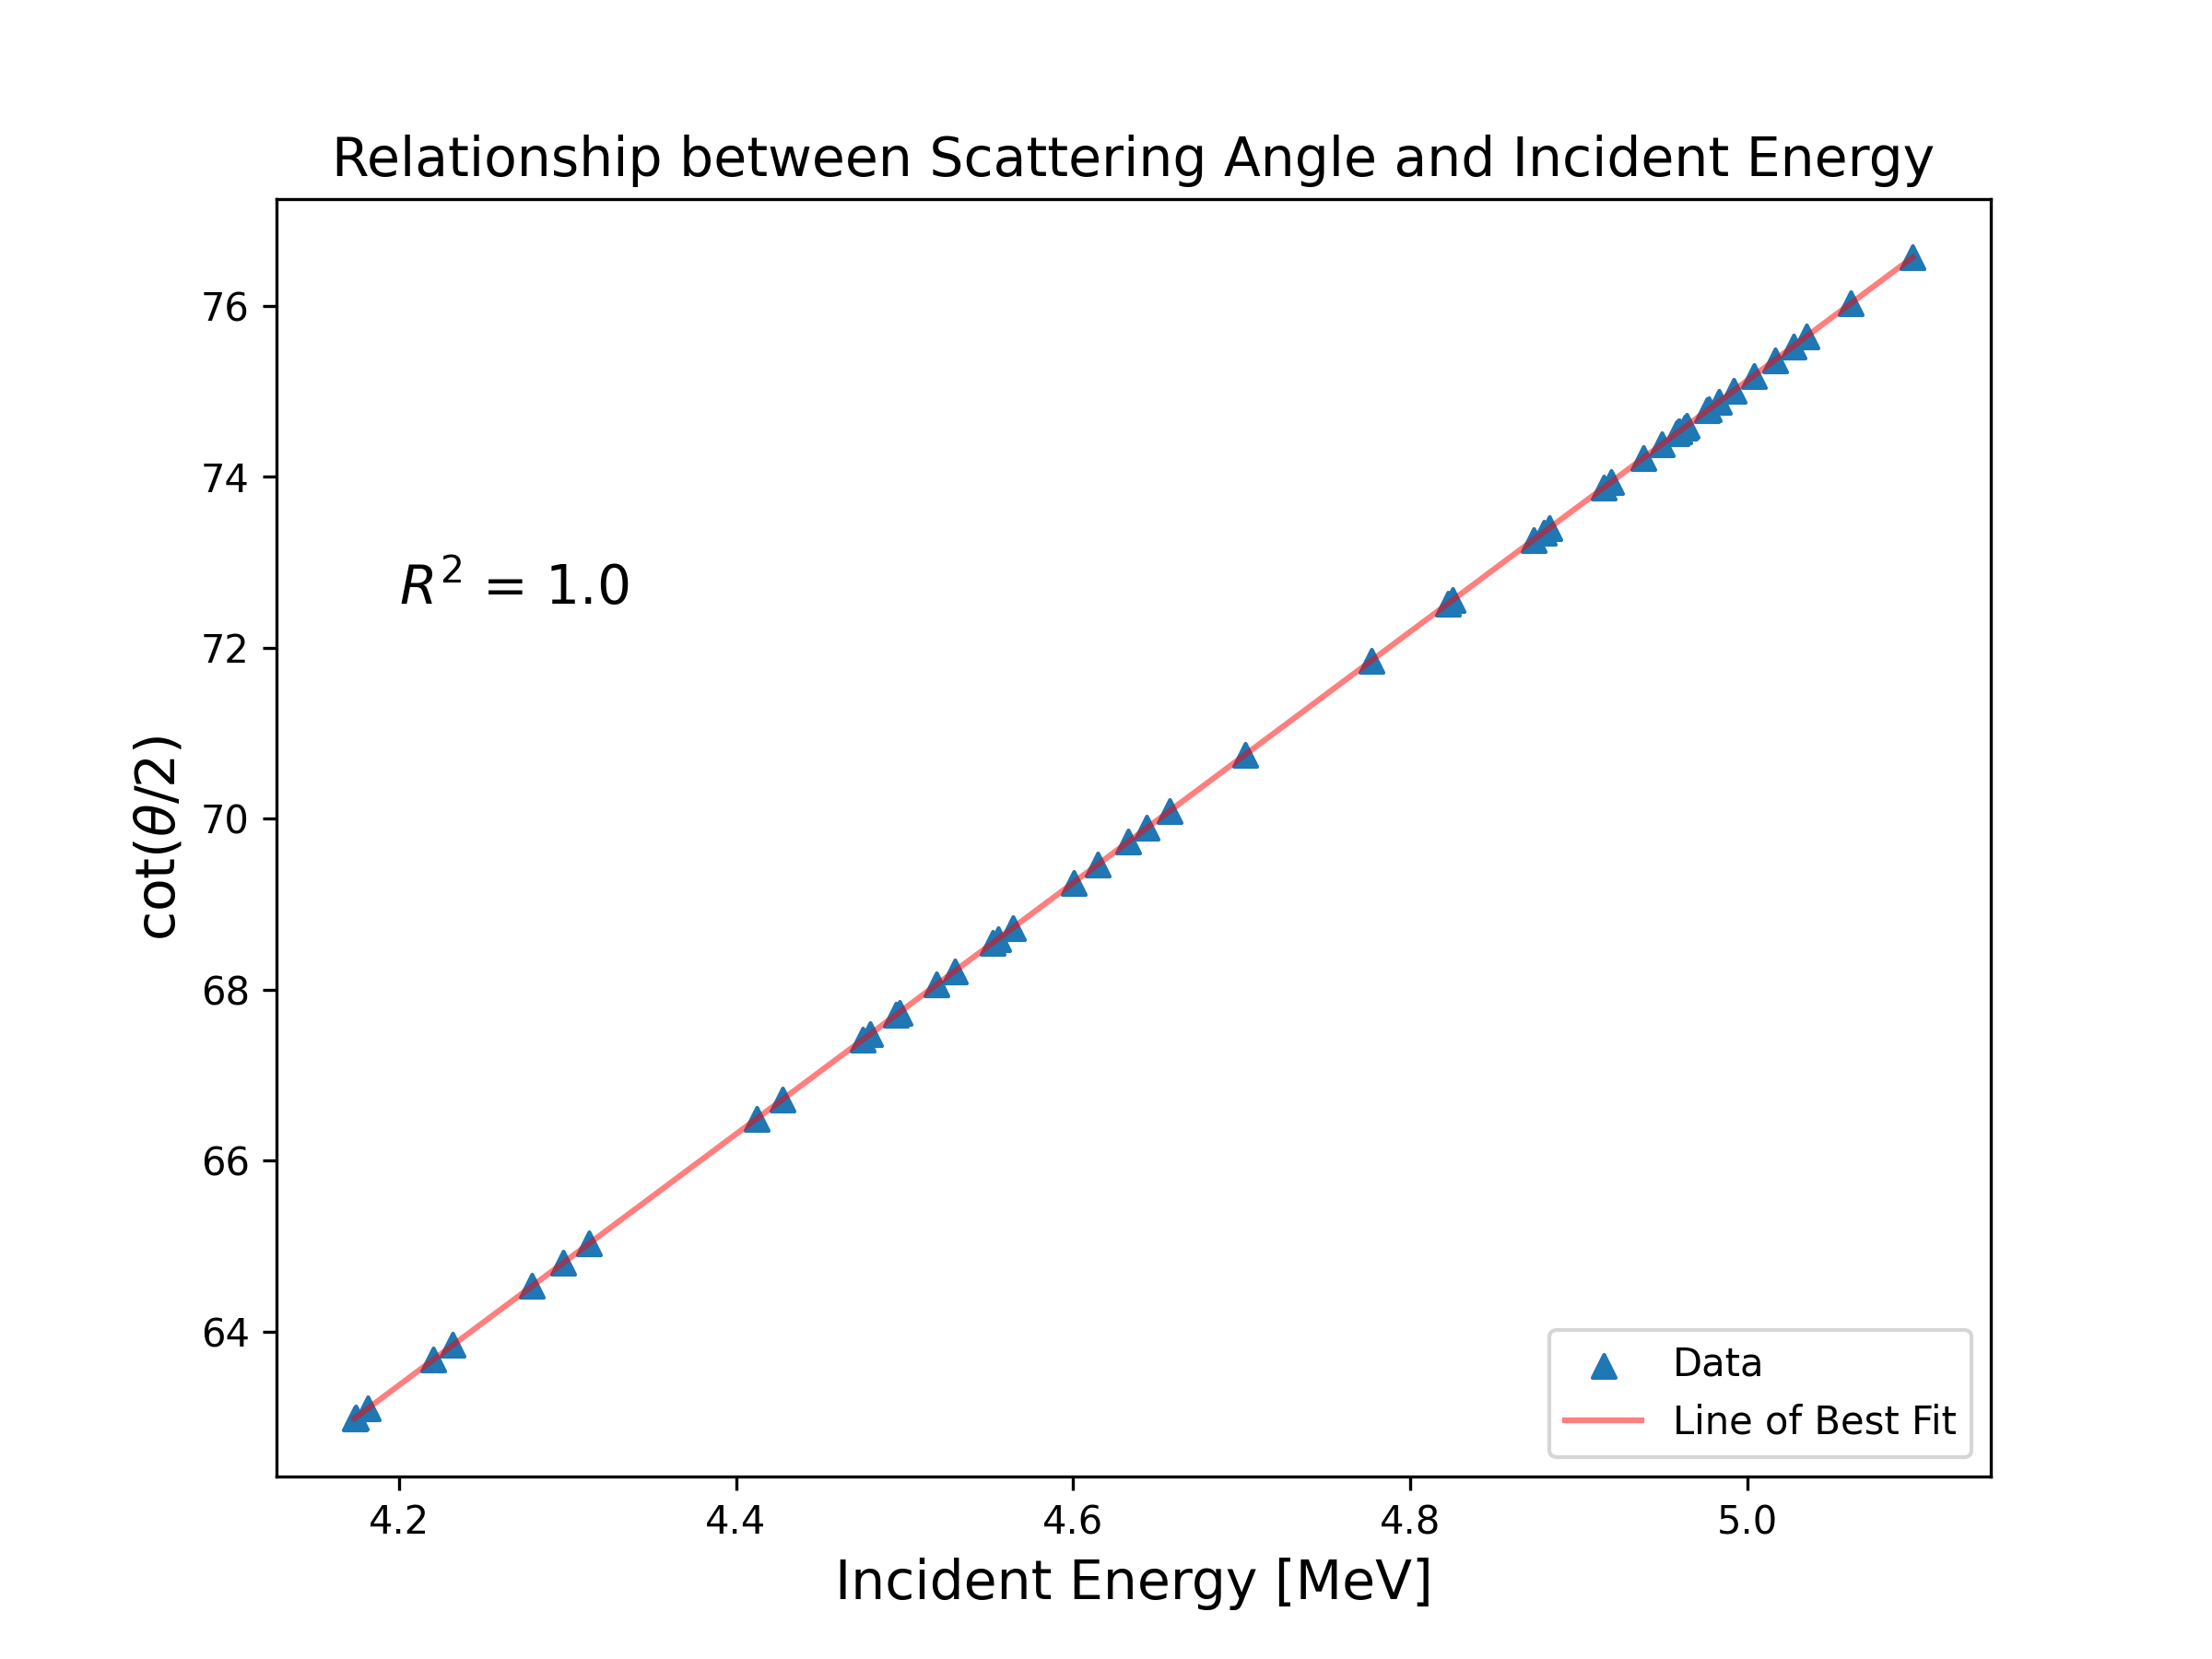 Relationship between Scattering Angle and Incident Energy
76
74
72
70
68
66
64
cot(θ/2)
R² = 1.0
Data
Line of Best Fit
4.2 4.4 4.6 4.8 5.0
Incident Energy [MeV]